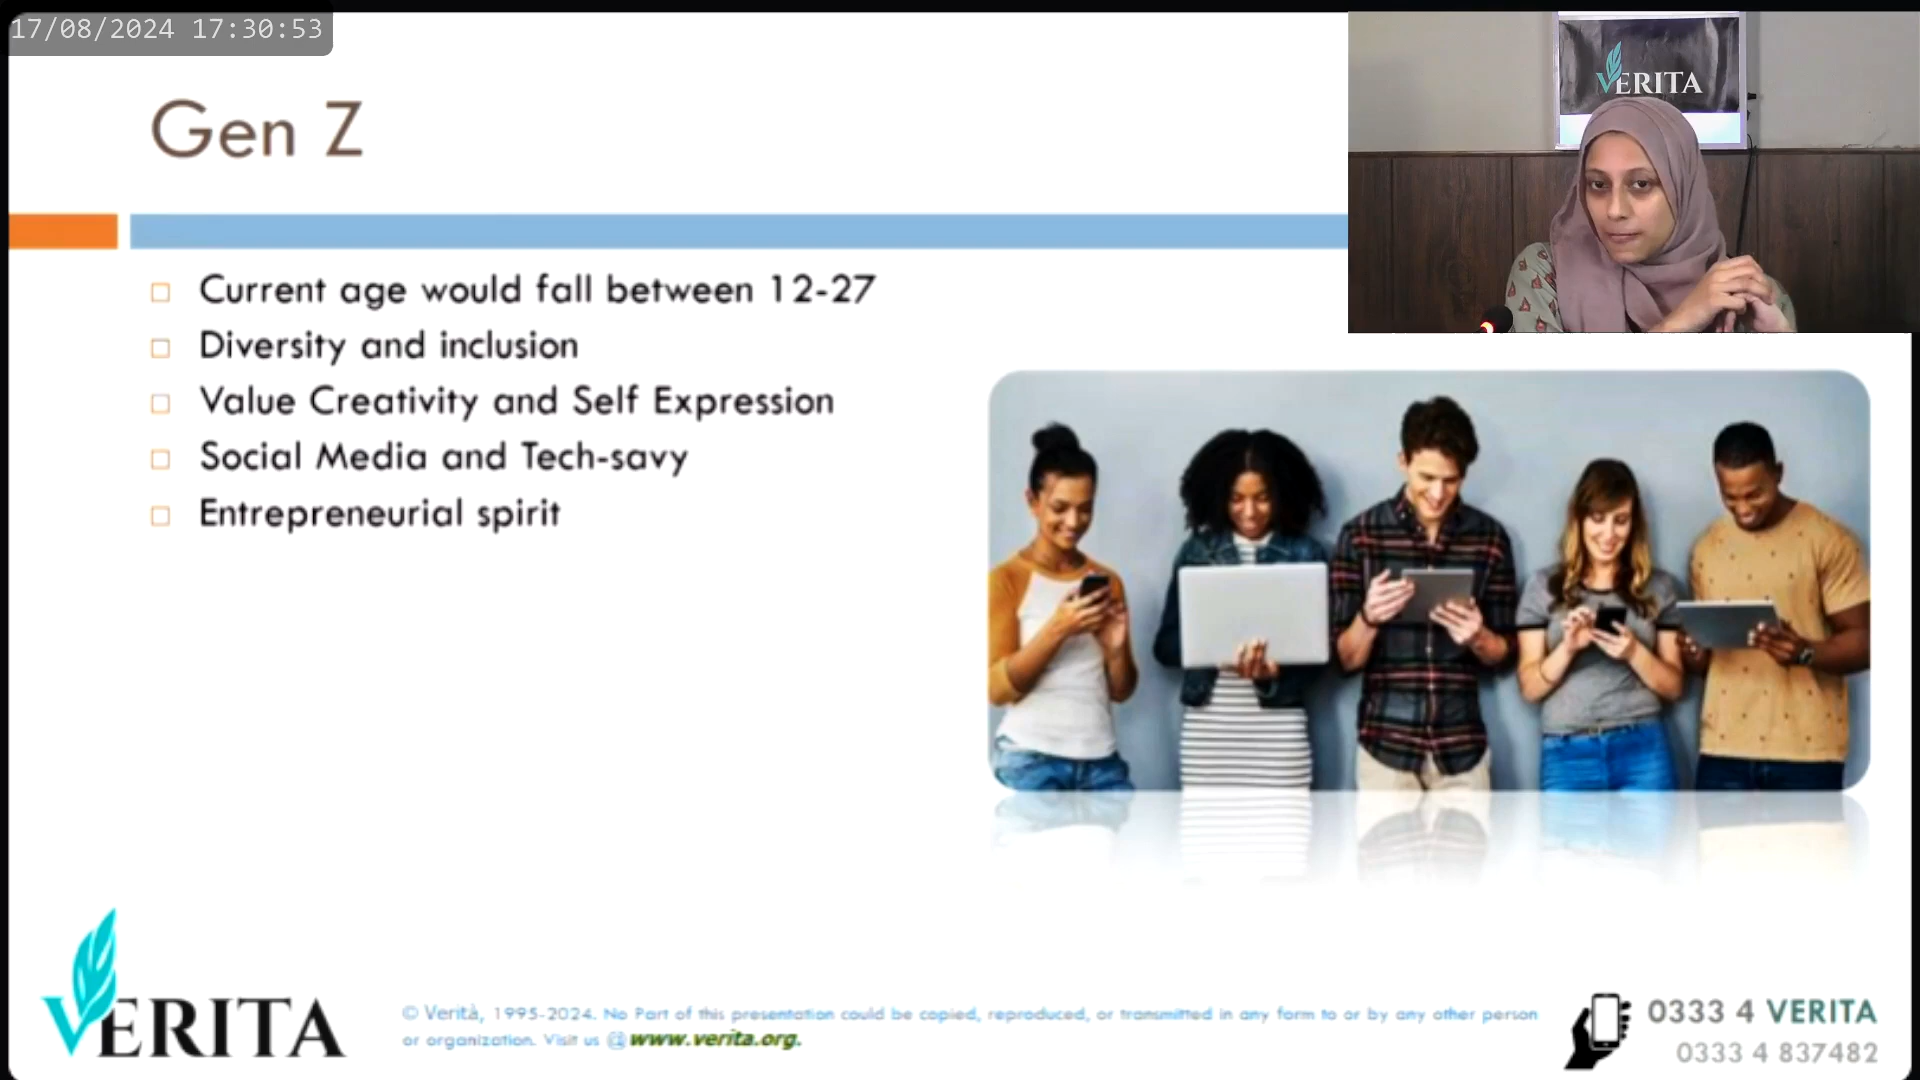 17/08/2024 17:30:53
VERITA
Gen Z
Current age would fall between 12-27
Diversity and inclusion
Value Creativity and Self Expression
Social Media and Tech-savy
Entrepreneurial spirit
VERITA
© Verità, 1995-2024. No Part of this presentation could be copied, reproduced, or transmitted in any form to or by any other person
or organization. Visit us @ www.verita.org.
0333 4 VERITA
0333 4 837482